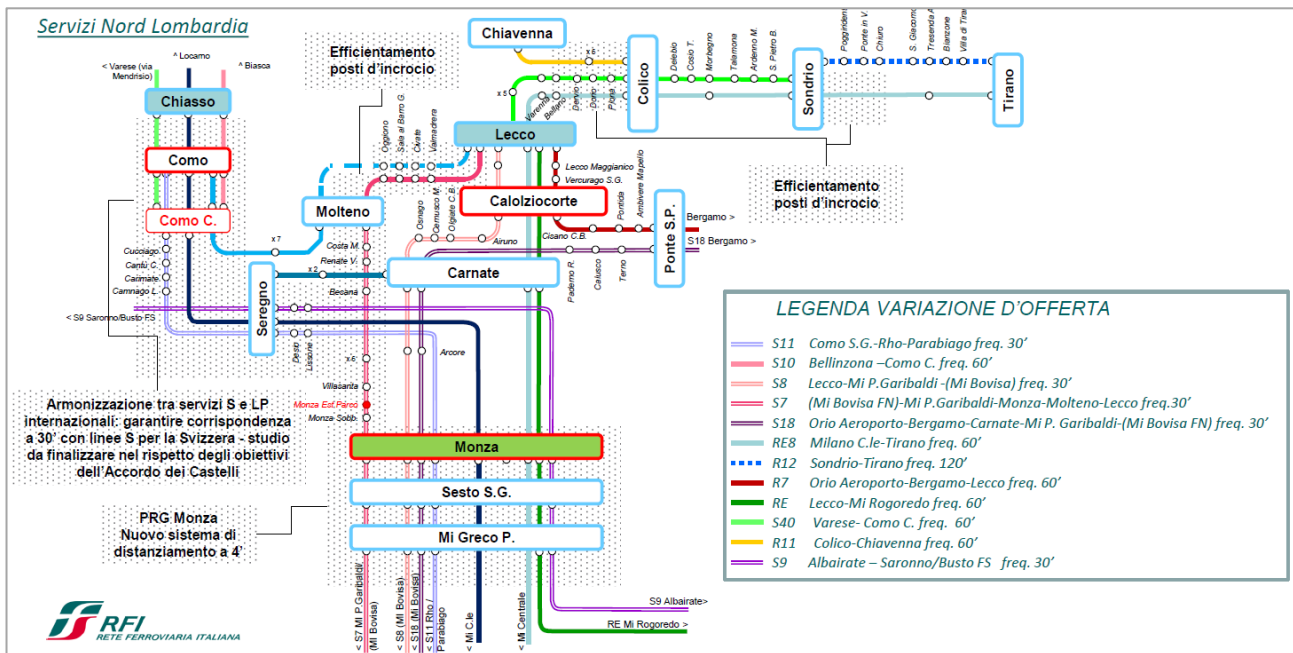 Servizi Nord Lombardia
< Varese (via
Mendrisio)
^ Locarno
^ Biasca
Chiasso
Como
Como C.
Cucciago
Cantù C.
Carimate
Camnago L.
< S9 Saronno/Busto FS
Efficientamento
posti d'incrocio
Oggiono
Sala al Barro G.
Civate
Valmadrera
Molteno
x7
x2
Seregno
Desio
Lissone
Costa M.
Renate V.
Besana
x6
Villasanta
Monza Est Parco
Monza Sobb.
Chiavenna
x6
x5
Varenna
Bellano
Dervio
Dorio
Piona
Colico
Delebio
Cosio T.
Morbegno
Talamona
Ardenno M.
S. Pietro B.
Sondrio
Poggiridenti
Ponte in V.
Chiuro
S. Giacomo
Tresenda A.
Bianzone
Villa di Tirano
Tirano
Lecco
Lecco Maggianico
Vercurago S.G.
Calolziocorte
Osnago
Cernusco M.
Olgiate C.B.
Airuno
Cisano C.B.
Pontida
Ambivere Mapello
Carnate
Paderno R.
Calusco
Terno
Ponte S.P.
Bergamo >
S18 Bergamo >
Arcore
Efficientamento
posti d'incrocio
Armonizzazione tra servizi S e LP
internazionali: garantire corrispondenza
a 30' con linee S per la Svizzera - studio
da finalizzare nel rispetto degli obiettivi
dell'Accordo dei Castelli
PRG Monza
Nuovo sistema di
distanziamento a 4'
Monza
Sesto S.G.
Mi Greco P.
< S7 MI P.Garibaldi/
(MI Bovisa)
< S8 (MI Bovisa)
< S18 (MI Bovisa)
< S11 Rho /
Parabiago
< Mi C.le
< Mi Centrale
S9 Albairate>
RE Mi Rogoredo >
LEGENDA VARIAZIONE D'OFFERTA
S11 Como S.G.-Rho-Parabiago freq. 30'
S10 Bellinzona –Como C. freq. 60'
S8 Lecco-Mi P.Garibaldi -(Mi Bovisa) freq. 30'
S7 (Mi Bovisa FN)-Mi P.Garibaldi-Monza-Molteno-Lecco freq.30'
S18 Orio Aeroporto-Bergamo-Carnate-Mi P. Garibaldi-(Mi Bovisa FN) freq. 30'
RE8 Milano C.le-Tirano freq. 60'
R12 Sondrio-Tirano freq. 120'
R7 Orio Aeroporto-Bergamo-Lecco freq. 60'
RE Lecco-Mi Rogoredo freq. 60'
S40 Varese- Como C. freq. 60'
R11 Colico-Chiavenna freq. 60'
S9 Albairate – Saronno/Busto FS freq. 30'
RFI
RETE FERROVIARIA ITALIANA